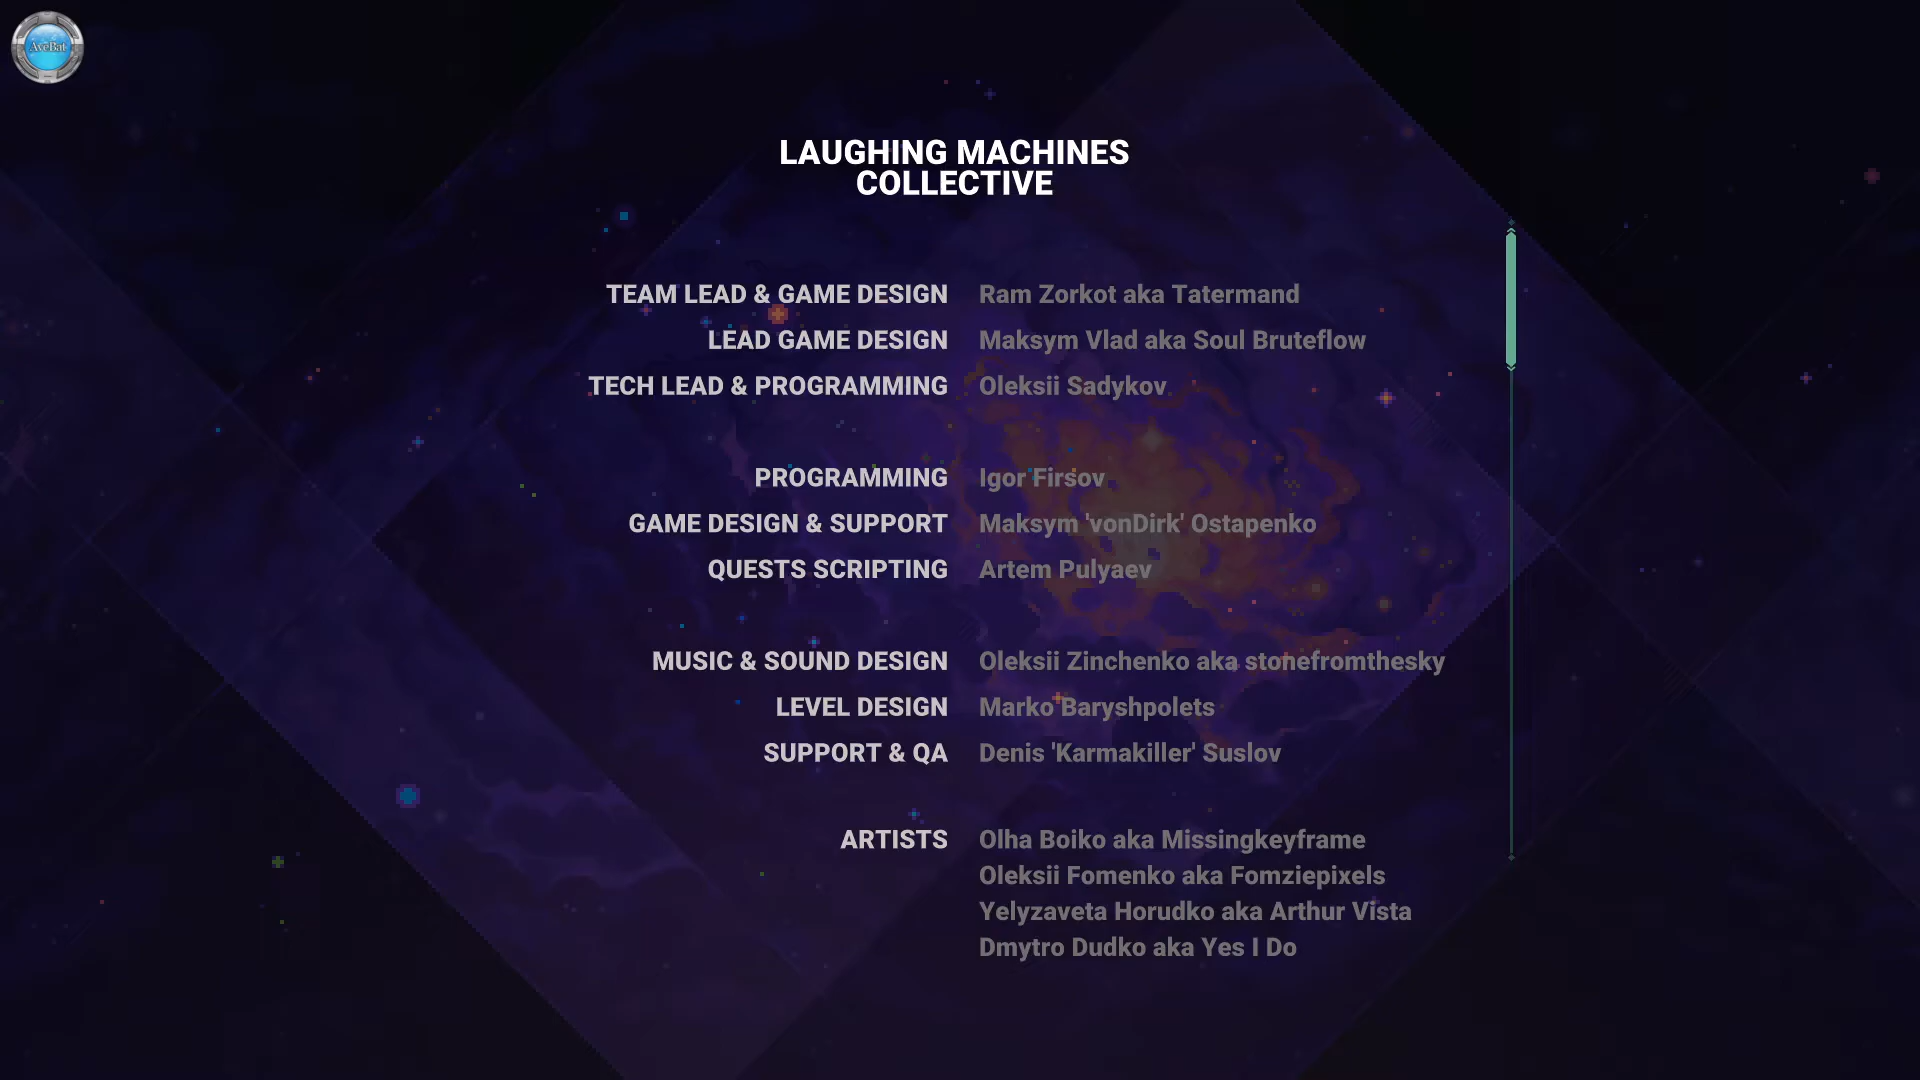 AveBat
LAUGHING MACHINES
COLLECTIVE
TEAM LEAD & GAME DESIGN Ram Zorkot aka Tatermand
LEAD GAME DESIGN Maksym Vlad aka Soul Bruteflow
TECH LEAD & PROGRAMMING Oleksii Sadykov
PROGRAMMING Igor Firsov
GAME DESIGN & SUPPORT Maksym 'vonDirk' Ostapenko
QUESTS SCRIPTING Artem Pulyaev
MUSIC & SOUND DESIGN Oleksii Zinchenko aka stonefromthesky
LEVEL DESIGN Marko Baryshpolets
SUPPORT & QA Denis 'Karmakiller' Suslov
ARTISTS Olha Boiko aka Missingkeyframe
Oleksii Fomenko aka Fomziepixels
Yelyzaveta Horudko aka Arthur Vista
Dmytro Dudko aka Yes I Do